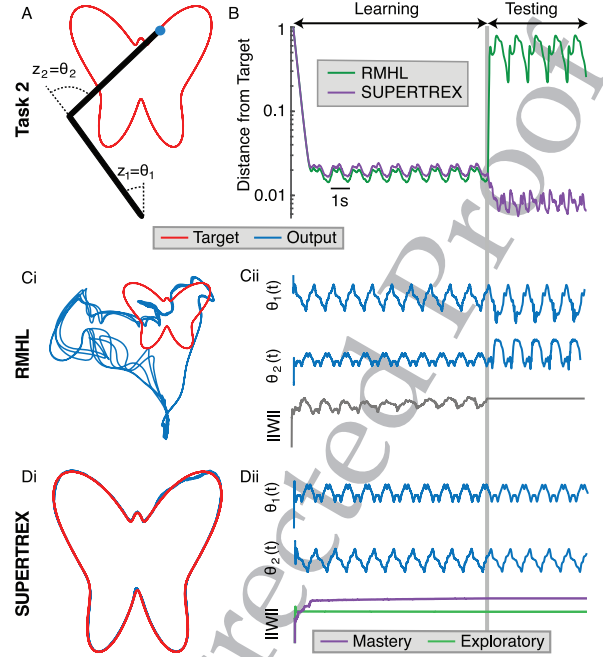 A
Task 2
z₂=θ₂
z₁=θ₁
B
Learning
Testing
Distance from Target
1
0.1
0.01
RMHL
SUPERTREX
1s
Target
Output
Ci
RMHL
Cii
θ₁(t)
θ₂(t)
||W||
Di
SUPERTREX
Dii
θ₁(t)
θ₂(t)
||W||
Mastery
Exploratory
rected Proof